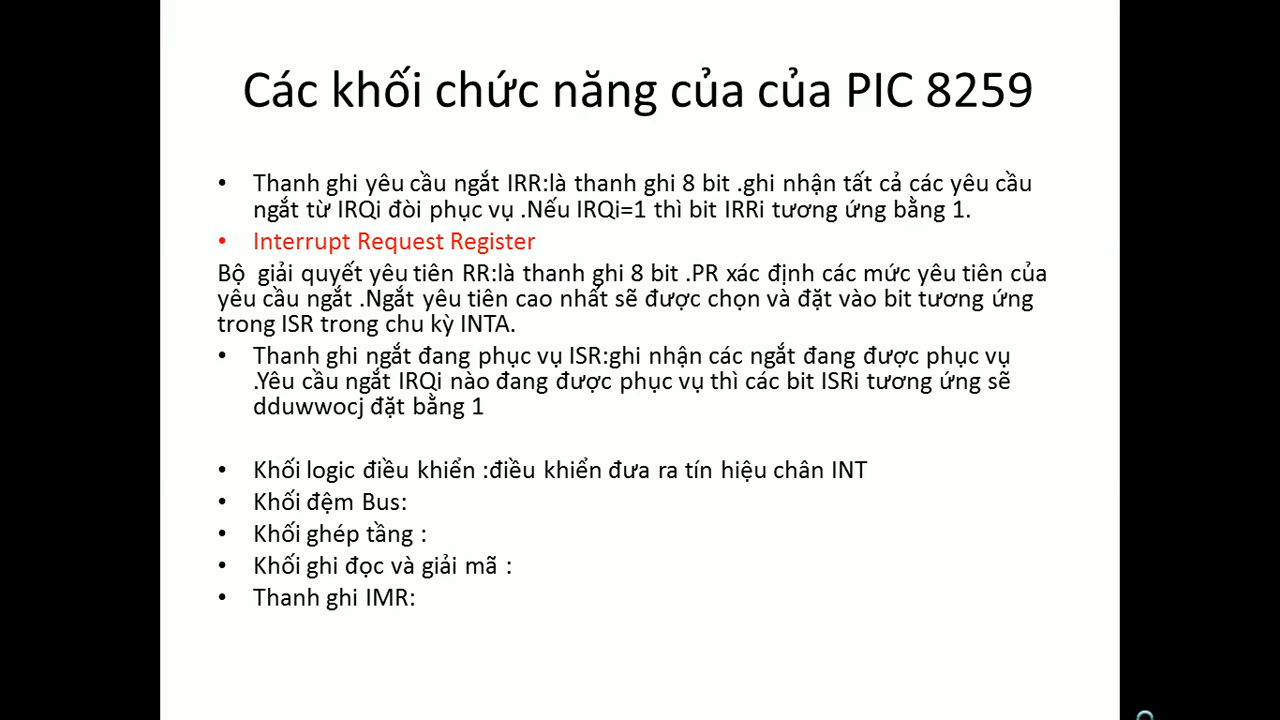 Các khối chức năng của của PIC 8259
• Thanh ghi yêu cầu ngắt IRR:là thanh ghi 8 bit .ghi nhận tất cả các yêu cầu
ngắt từ IRQi đòi phục vụ .Nếu IRQi=1 thì bit IRRi tương ứng bằng 1.
• Interrupt Request Register
Bộ giải quyết yêu tiên RR:là thanh ghi 8 bit .PR xác định các mức yêu tiên của
yêu cầu ngắt .Ngắt yêu tiên cao nhất sẽ được chọn và đặt vào bit tương ứng
trong ISR trong chu kỳ INTA.
• Thanh ghi ngắt đang phục vụ ISR:ghi nhận các ngắt đang được phục vụ
.Yêu cầu ngắt IRQi nào đang được phục vụ thì các bit ISRi tương ứng sẽ
dduwwocj đặt bằng 1
• Khối logic điều khiển :điều khiển đưa ra tín hiệu chân INT
• Khối đệm Bus:
• Khối ghép tầng :
• Khối ghi đọc và giải mã :
• Thanh ghi IMR: